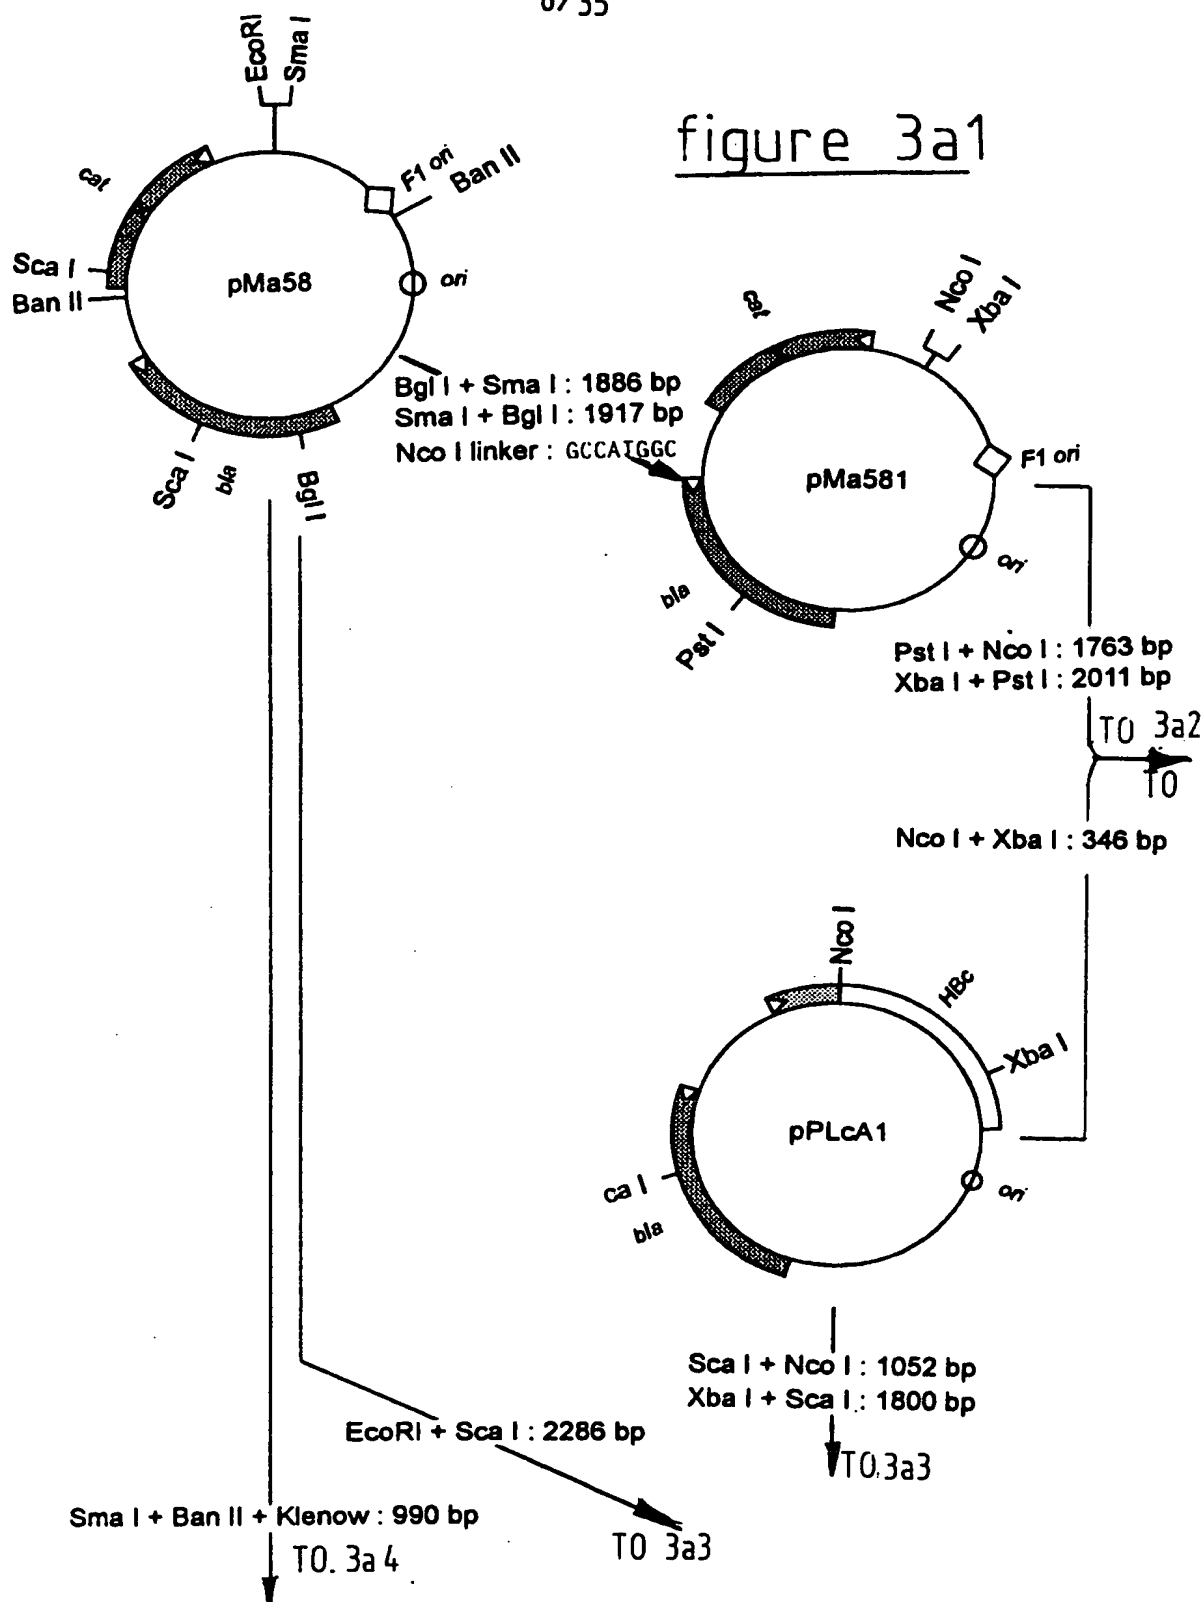 figure 3a1
EcoRI
Sma I
cat
F1 ori
Ban II
Sca I
Ban II
pMa58
ori
Sca I
bla
Bgl I
Bgl I + Sma I : 1886 bp
Sma I + Bgl I : 1917 bp
Nco I linker : GCCATGGC
cat
Nco I
Xba I
pMa581
F1 ori
ori
bla
Pst I
Pst I + Nco I : 1763 bp
Xba I + Pst I : 2011 bp
TO 3a2
TO
Nco I + Xba I : 346 bp
Nco I
HBc
Xba I
pPLcA1
ca I
bla
ori
Sca I + Nco I : 1052 bp
Xba I + Sca I : 1800 bp
TO.3a3
EcoRI + Sca I : 2286 bp
TO 3a3
Sma I + Ban II + Klenow : 990 bp
TO. 3a4